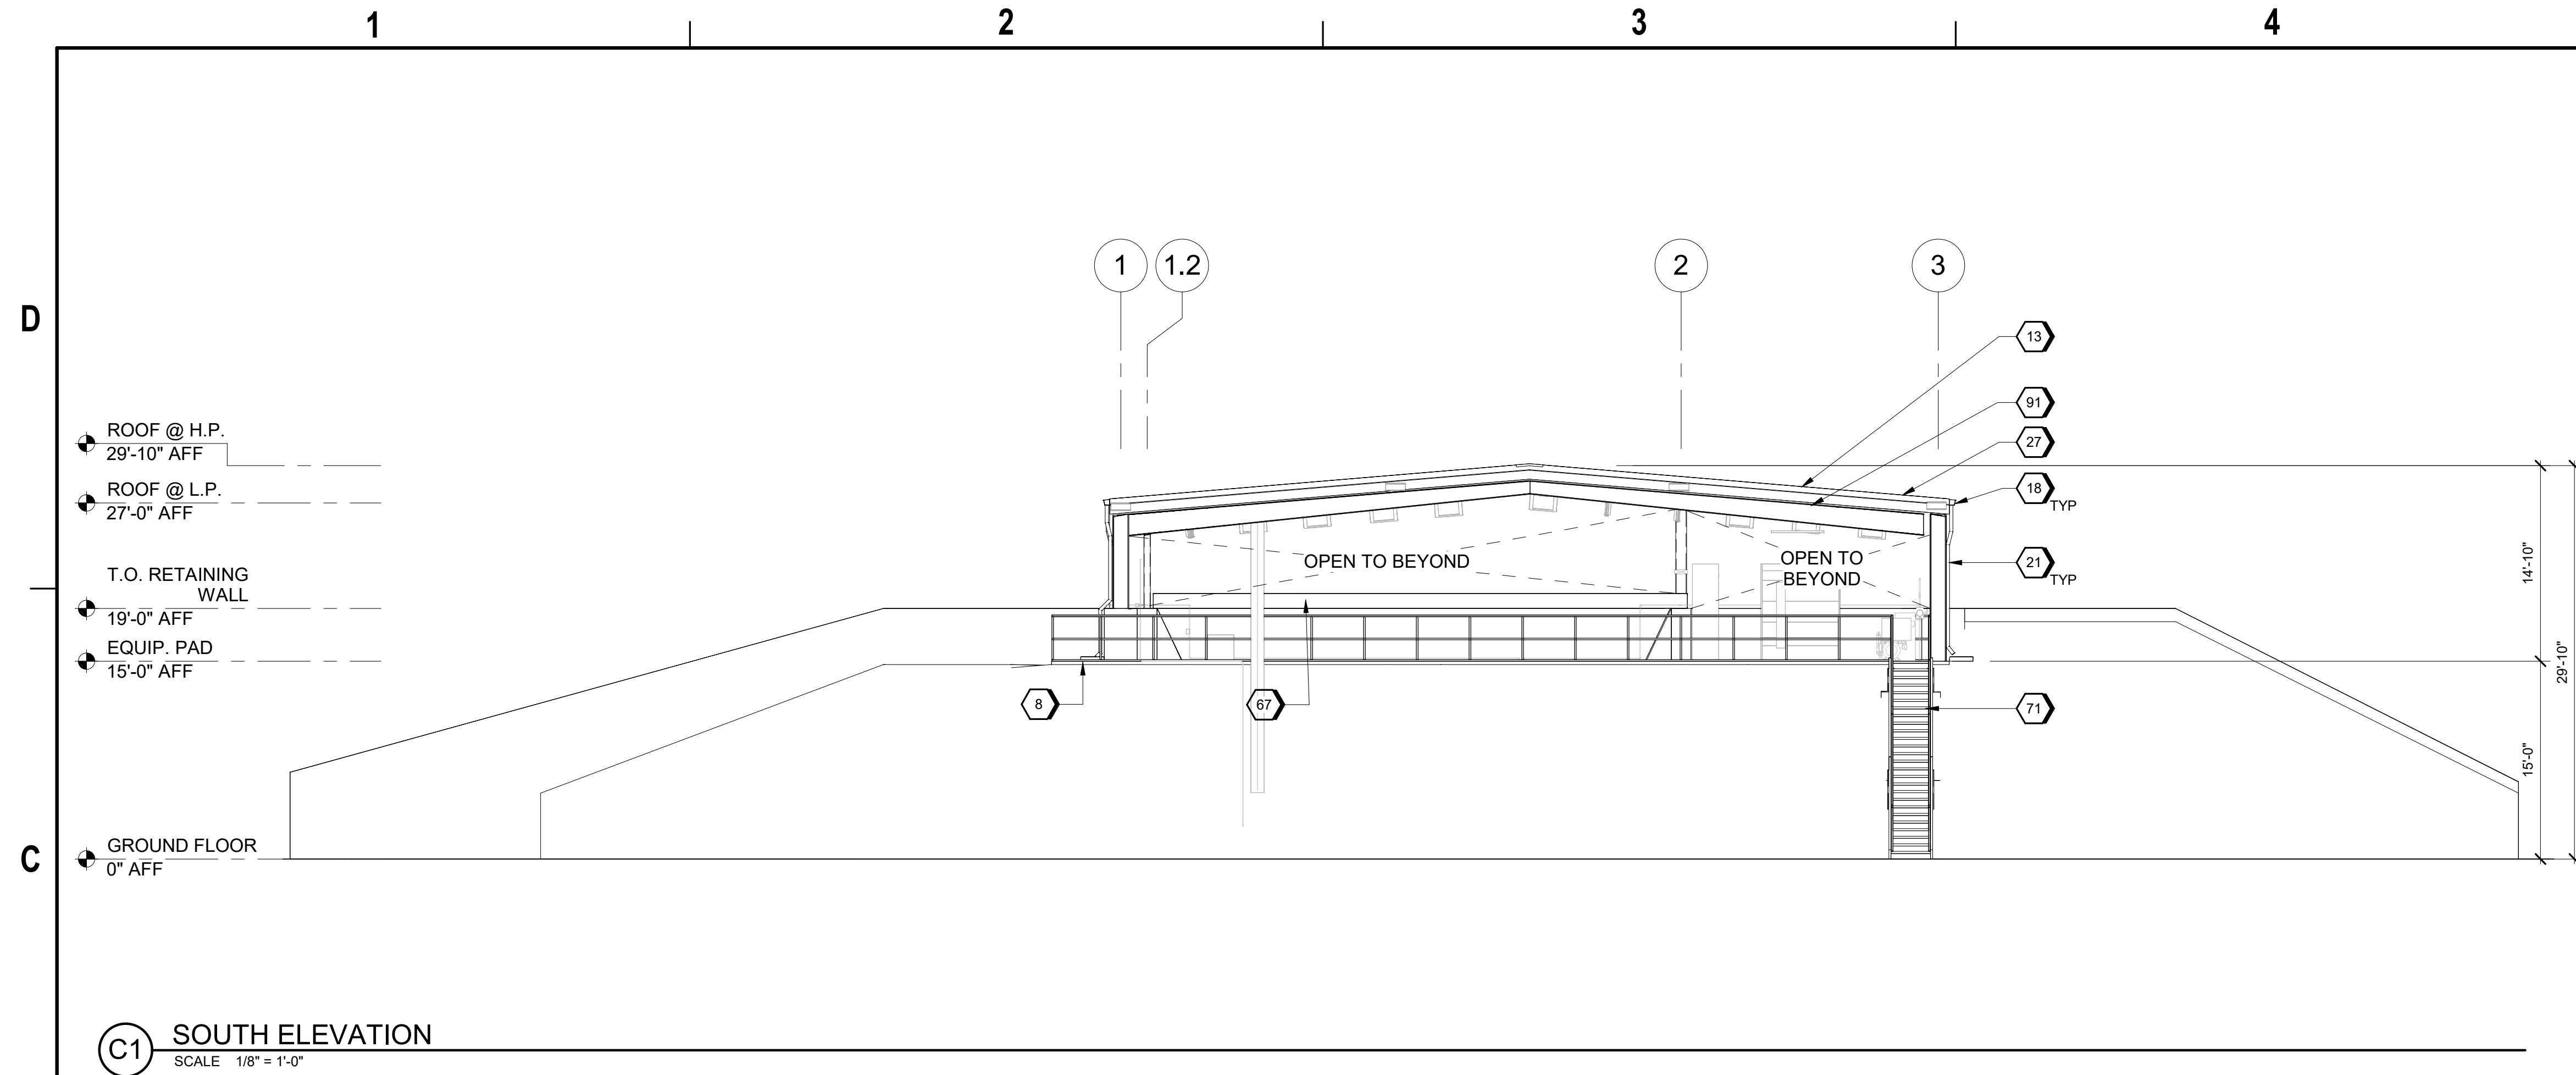 1
2
3
4
D
1
1.2
2
3
13
91
27
18
TYP
ROOF @ H.P.
29'-10" AFF
ROOF @ L.P.
27'-0" AFF
OPEN TO BEYOND
OPEN TO
BEYOND
21
TYP
14'-10"
T.O. RETAINING
WALL
19'-0" AFF
EQUIP. PAD
15'-0" AFF
29'-10"
8
67
71
15'-0"
C
GROUND FLOOR
0" AFF
C1
SOUTH ELEVATION
SCALE 1/8" = 1'-0"